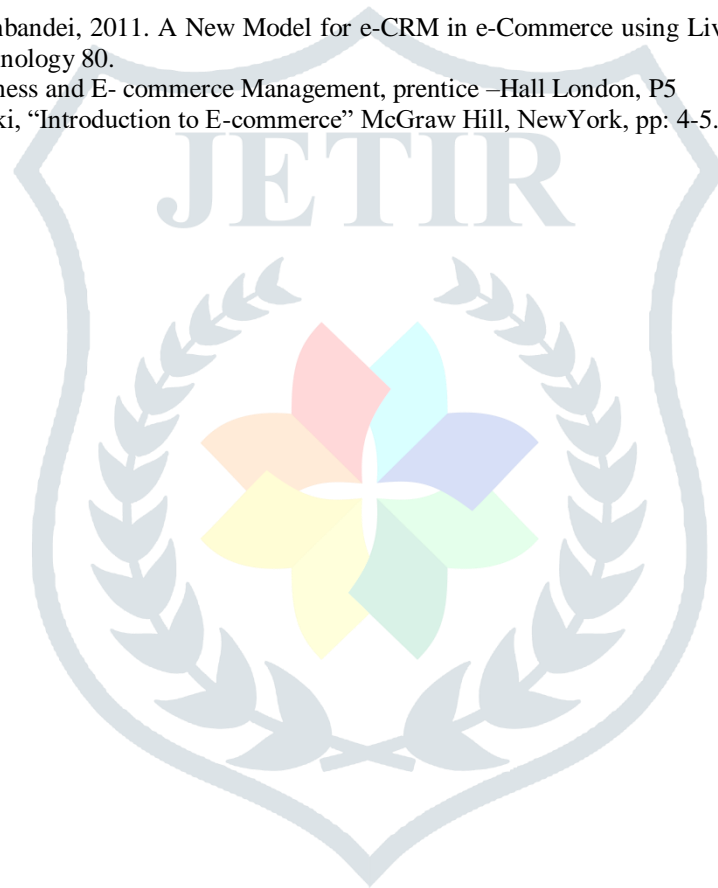 nbandei, 2011. A New Model for e-CRM in e-Commerce using Liv
nology 80.
ness and E- commerce Management, prentice –Hall London, P5
ki, “Introduction to E-commerce” McGraw Hill, NewYork, pp: 4-5.
JETIR